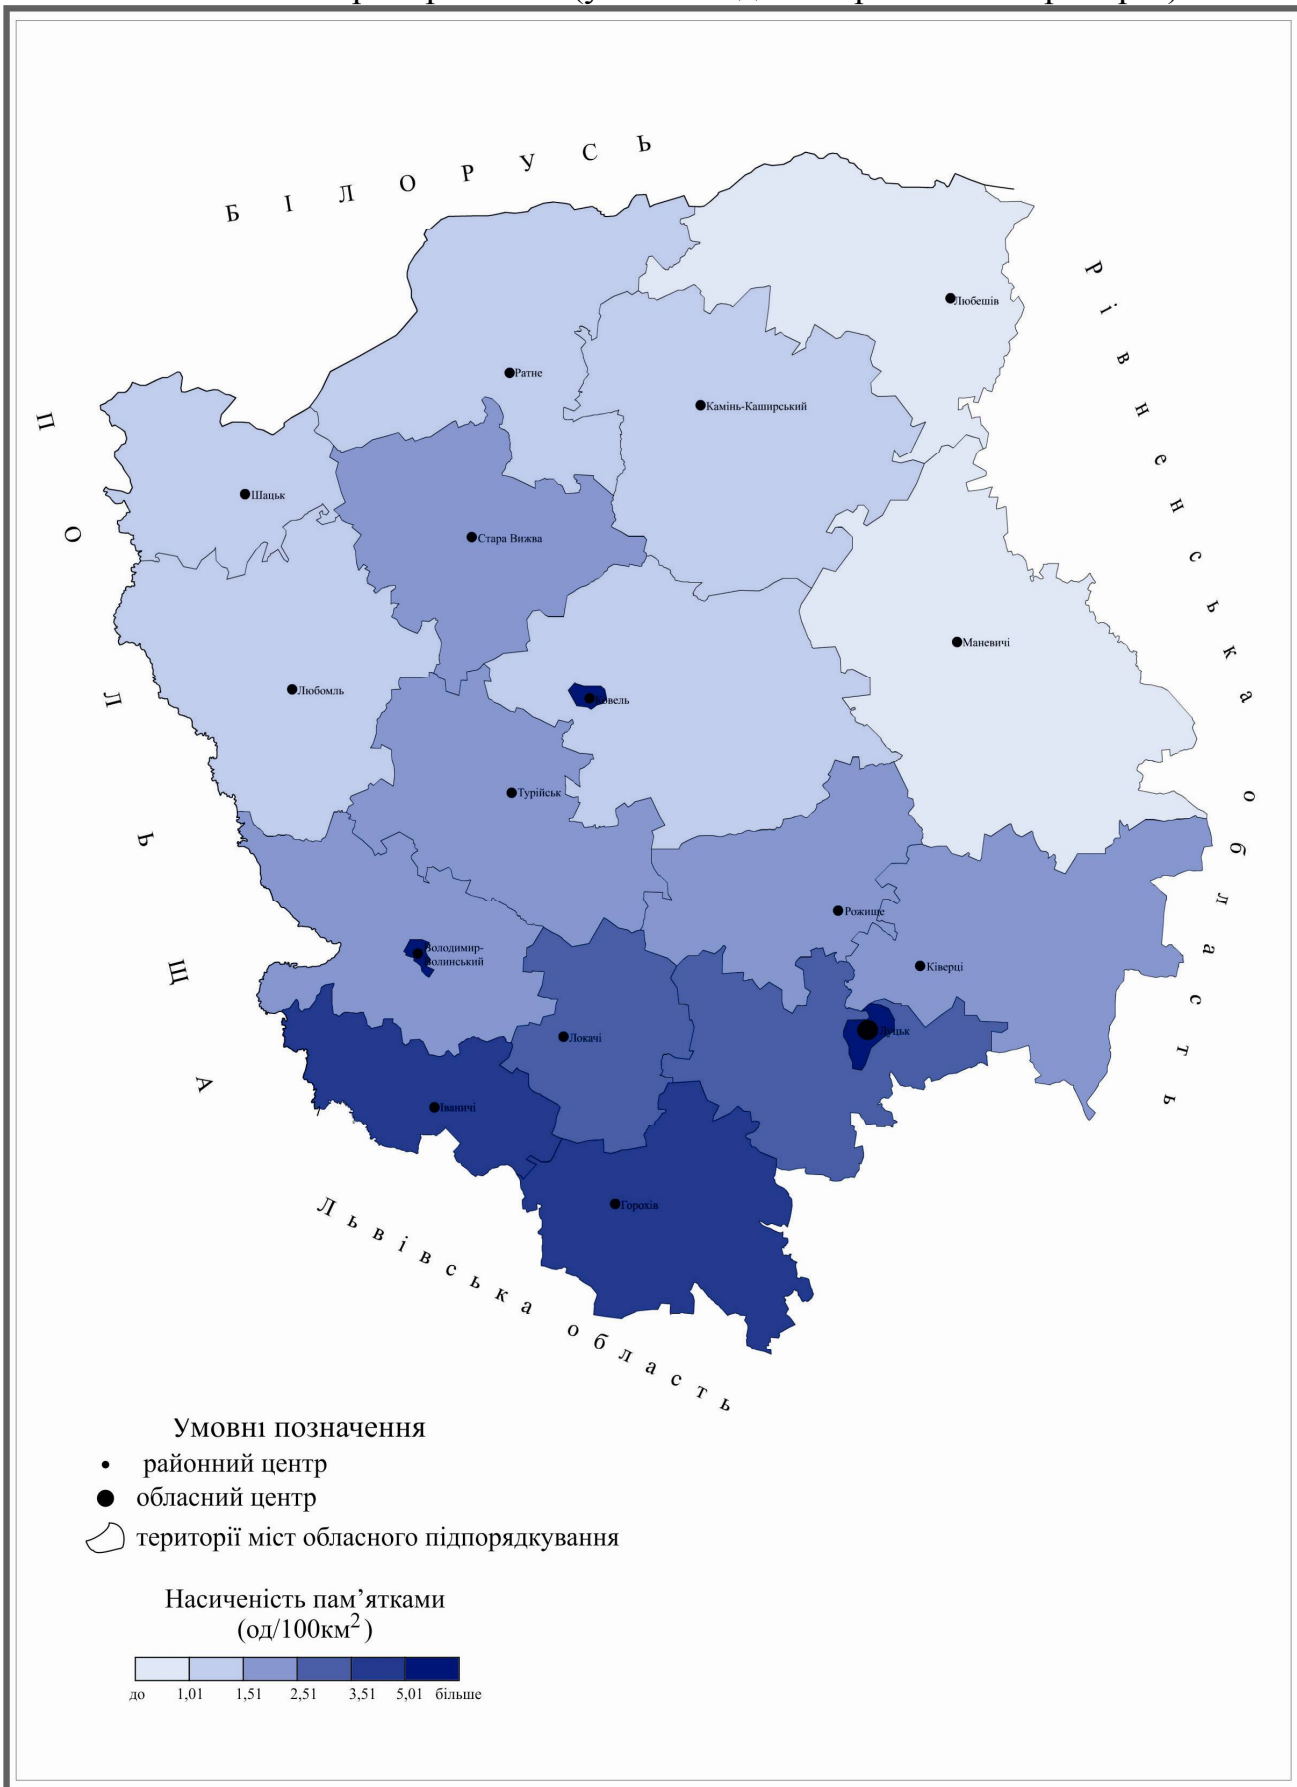 БІЛОРУСЬ
Рівненська область
ПОЛЬЩА
Любешів
Ратне
Камінь-Каширський
Шацьк
Стара Вижва
Маневичі
Любомль
Ковель
Турійськ
Рожище
Володимир-
Волинський
Ківерці
Луцьк
Локачі
Іваничі
Горохів
Львівська область
Умовні позначення
районний центр
обласний центр
території міст обласного підпорядкування
Насиченість пам’ятками
(од/100км²)
до 1,01 1,51 2,51 3,51 5,01 більше